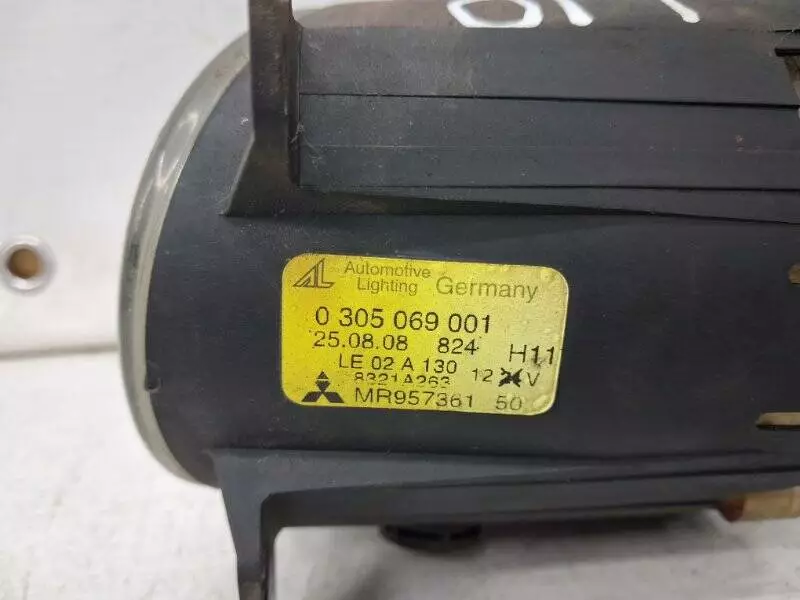 AL Automotive Lighting Germany
0 305 069 001
25.08.08 824 H11
LE 02 A 130 12 V
8321A263
MR957361 50